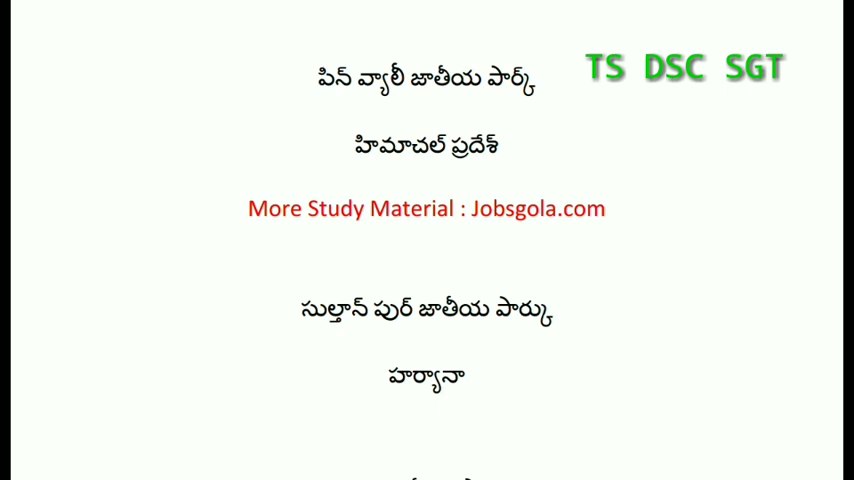 పిన్ వ్యాలీ జాతీయ పార్క్
TS DSC SGT
హిమాచల్ ప్రదేశ్
More Study Material : Jobsgola.com
సుల్తాన్ పుర్ జాతీయ పార్కు
హర్యానా